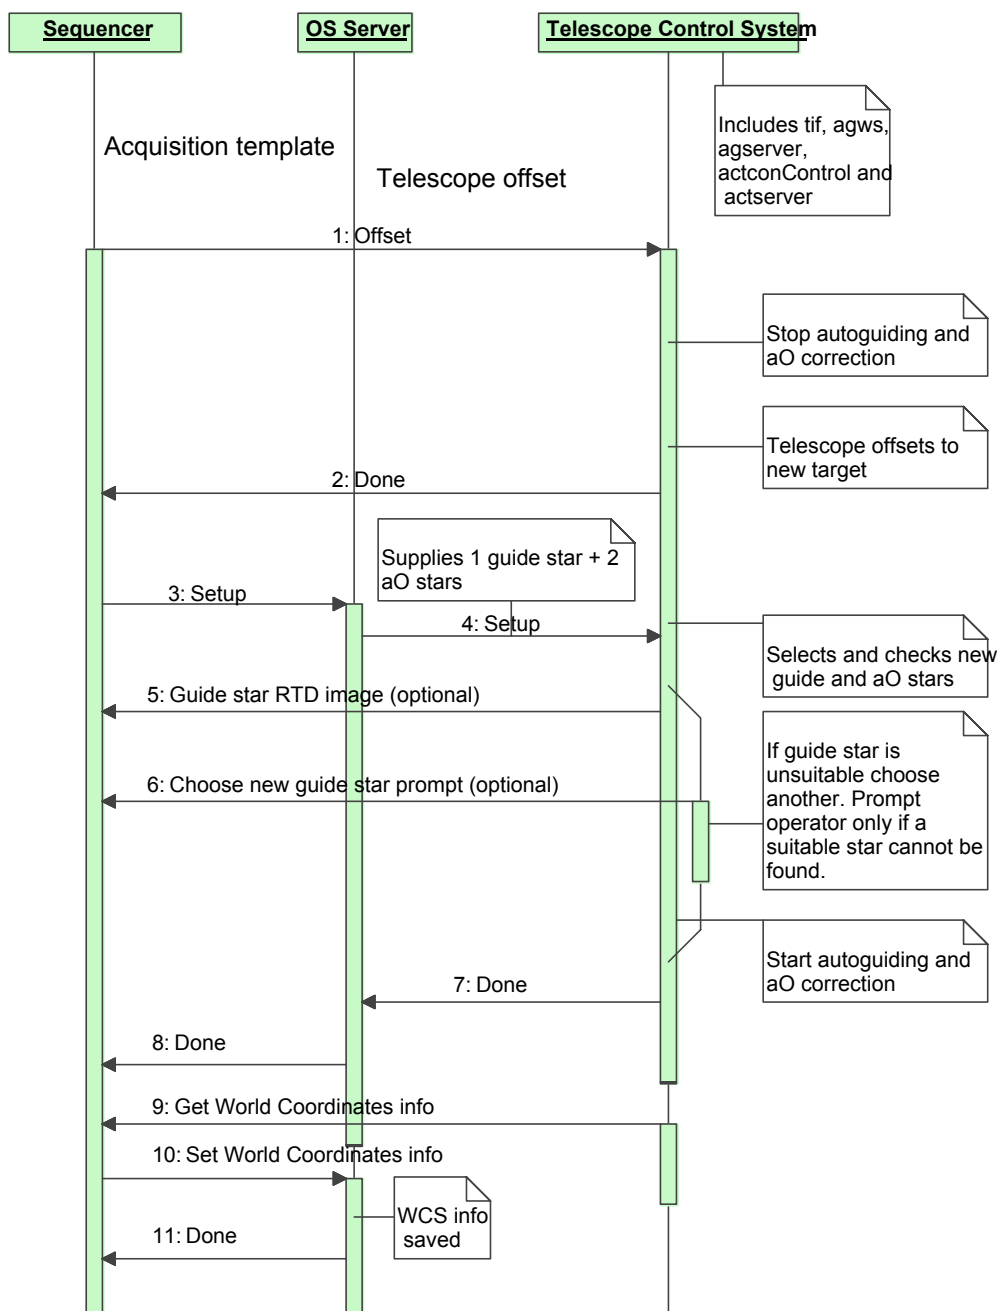 Sequencer
OS Server
Telescope Control System
Includes tif, agws,
agserver,
actconControl and
actserver
Acquisition template
Telescope offset
1: Offset
Stop autoguiding and
aO correction
Telescope offsets to
new target
2: Done
Supplies 1 guide star + 2
aO stars
3: Setup
4: Setup
Selects and checks new
guide and aO stars
5: Guide star RTD image (optional)
If guide star is
unsuitable choose
another. Prompt
operator only if a
suitable star cannot be
found.
6: Choose new guide star prompt (optional)
Start autoguiding and
aO correction
7: Done
8: Done
9: Get World Coordinates info
10: Set World Coordinates info
WCS info
saved
11: Done